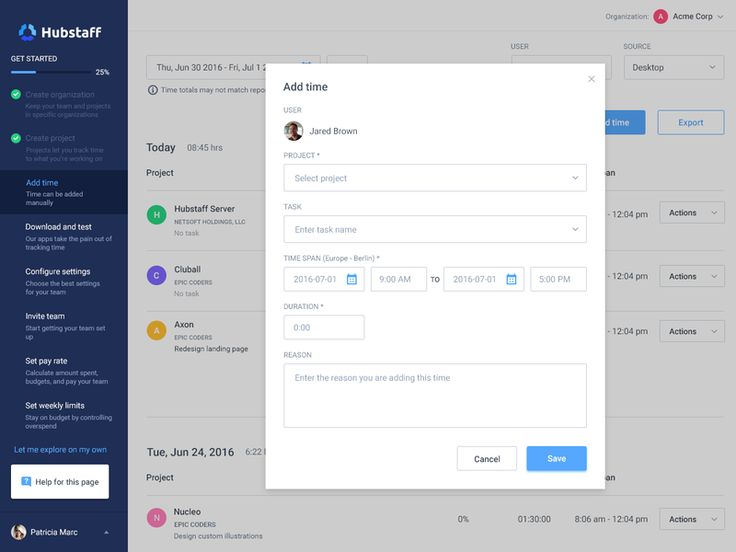 Hubstaff
GET STARTED
25%
Create organization
Keep your team and projects
in specific organizations
Create project
Projects let you track time
to what you're working on
Add time
Time can be added
manually
Download and test
Our apps take the pain out of
tracking time
Configure settings
Choose the best settings
for your team
Invite team
Start getting your team set
up
Set pay rate
Calculate amount spent,
budgets, and pay your team
Set weekly limits
Stay on budget by controlling
overspend
Let me explore on my own
Help for this page
Patricia Marc
Organization: A Acme Corp
Thu, Jun 30 2016 - Fri, Jul 1 2
USER
SOURCE
Desktop
Time totals may not match repor
d time
Export
Today 08:45 hrs
Project
an
H Hubstaff Server
NETSOFT HOLDINGS, LLC
No task
- 12:04 pm Actions
C Cluball
EPIC CODERS
No task
- 12:04 pm Actions
A Axon
EPIC CODERS
Redesign landing page
- 12:04 pm Actions
Add time
USER
Jared Brown
PROJECT *
Select project
TASK
Enter task name
TIME SPAN (Europe - Berlin) *
2016-07-01 9:00 AM TO 2016-07-01 5:00 PM
DURATION *
0:00
REASON
Enter the reason you are adding this time
Cancel Save
Tue, Jun 24, 2016 6:22
Project
an
N Nucleo
EPIC CODERS
Design custom illustrations
0% 01:30:00 8:06 am - 12:04 pm Actions